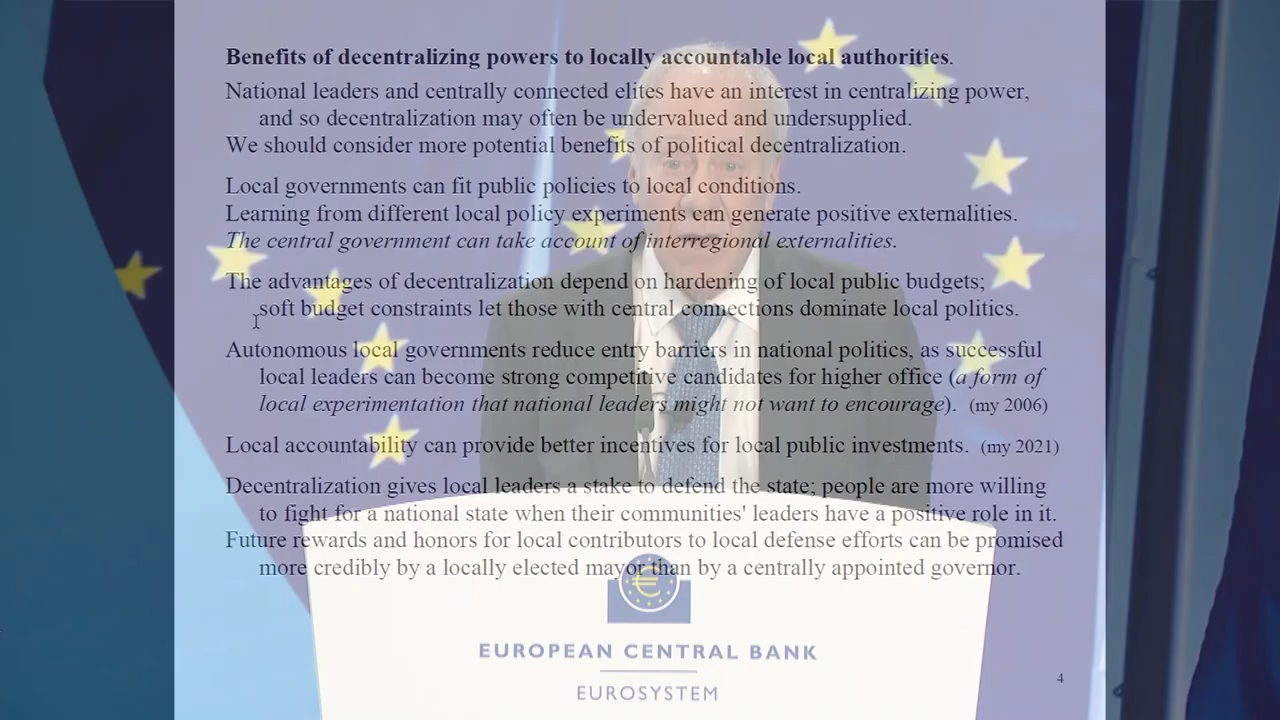 Benefits of decentralizing powers to locally accountable local authorities.
National leaders and centrally connected elites have an interest in centralizing power,
and so decentralization may often be undervalued and undersupplied.
We should consider more potential benefits of political decentralization.
Local governments can fit public policies to local conditions.
Learning from different local policy experiments can generate positive externalities.
The central government can take account of interregional externalities.
The advantages of decentralization depend on hardening of local public budgets;
soft budget constraints let those with central connections dominate local politics.
Autonomous local governments reduce entry barriers in national politics, as successful
local leaders can become strong competitive candidates for higher office (a form of
local experimentation that national leaders might not want to encourage). (my 2006)
Local accountability can provide better incentives for local public investments. (my 2021)
Decentralization gives local leaders a stake to defend the state; people are more willing
to fight for a national state when their communities' leaders have a positive role in it.
Future rewards and honors for local contributors to local defense efforts can be promised
more credibly by a locally elected mayor than by a centrally appointed governor.
€
EUROPEAN CENTRAL BANK
EUROSYSTEM
4